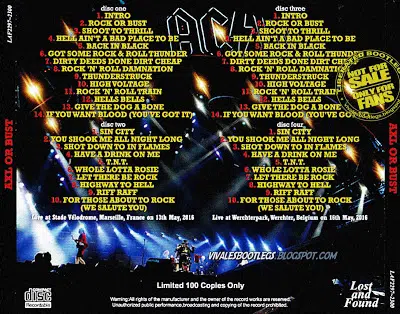 LAF2397-3100
AXL OR BUST
disc one
1. INTRO
2. ROCK OR BUST
3. SHOOT TO THRILL
4. HELL AIN'T A BAD PLACE TO BE
5. BACK IN BLACK
6. GOT SOME ROCK & ROLL THUNDER
7. DIRTY DEEDS DONE DIRT CHEAP
8. ROCK 'N' ROLL DAMNATION
9. THUNDERSTRUCK
10. HIGH VOLTAGE
11. ROCK 'N' ROLL TRAIN
12. HELLS BELLS
13. GIVE THE DOG A BONE
14. IF YOU WANT BLOOD (YOU'VE GOT IT)
disc two
1. SIN CITY
2. YOU SHOOK ME ALL NIGHT LONG
3. SHOT DOWN IN FLAMES
4. HAVE A DRINK ON ME
5. T.N.T.
6. WHOLE LOTTA ROSIE
7. LET THERE BE ROCK
8. HIGHWAY TO HELL
9. RIFF RAFF
10. FOR THOSE ABOUT TO ROCK
(WE SALUTE YOU)
Live at Stade Vélodrome, Marseille, France on 13th May, 2016
disc three
1. INTRO
2. ROCK OR BUST
3. SHOOT TO THRILL
4. HELL AIN'T A BAD PLACE TO BE
5. BACK IN BLACK
6. GOT SOME ROCK & ROLL THUNDER
7. DIRTY DEEDS DONE DIRT CHEAP
8. ROCK 'N' ROLL DAMNATION
9. THUNDERSTRUCK
10. HIGH VOLTAGE
11. ROCK 'N' ROLL TRAIN
12. HELLS BELLS
13. GIVE THE DOG A BONE
14. IF YOU WANT BLOOD (YOU'VE GOT IT)
disc four
1. SIN CITY
2. YOU SHOOK ME ALL NIGHT LONG
3. SHOT DOWN IN FLAMES
4. HAVE A DRINK ON ME
5. T.N.T.
6. WHOLE LOTTA ROSIE
7. LET THERE BE ROCK
8. HIGHWAY TO HELL
9. RIFF RAFF
10. FOR THOSE ABOUT TO ROCK
(WE SALUTE YOU)
Live at Werchterpark, Werchter, Belgium on 16th May, 2016
NOT FOR
SALE
ONLY FOR
FANS
AXL OR BUST
VIVALESBOOTLEGS.BLOGSPOT.COM
Limited 100 Copies Only
Warning: All rights of the manufacturer and the owner of the record works are reserved.
Unauthorized public performance, broadcasting and copying of the record prohibited.
COMPACT
disc
Recordable
Lost
and
Found